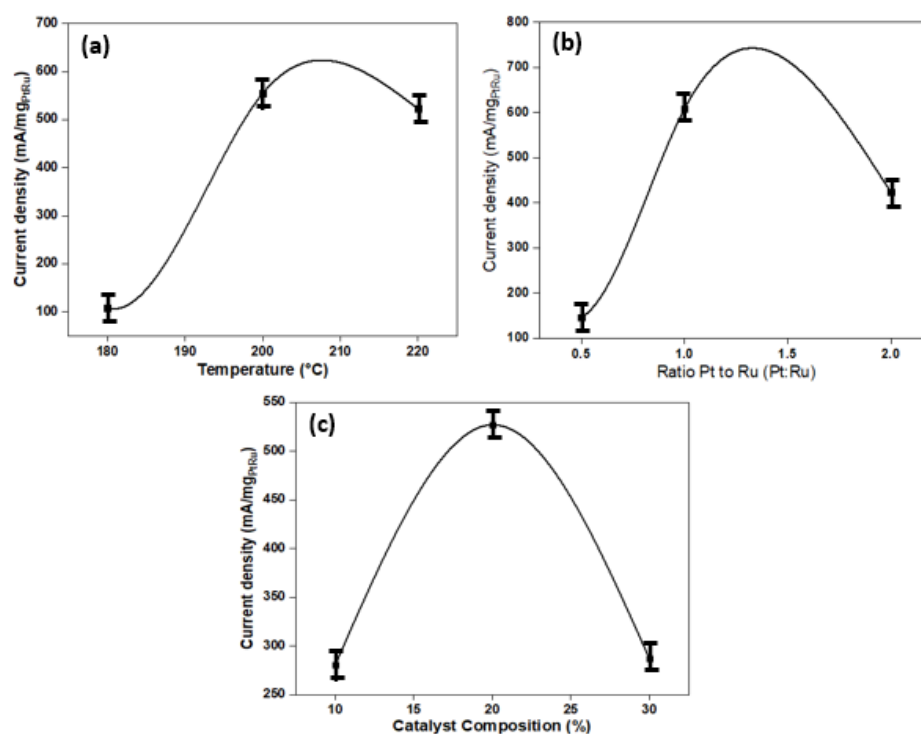 (a)
Current density (mA/mgPtRu)
700
600
500
400
300
200
100
180 190 200 210 220
Temperature (°C)
(b)
Current density (mA/mgPtRu)
800
700
600
500
400
300
200
100
0.5 1.0 1.5 2.0
Ratio Pt to Ru (Pt:Ru)
(c)
Current density (mA/mgPtRu)
550
500
450
400
350
300
250
10 15 20 25 30
Catalyst Composition (%)